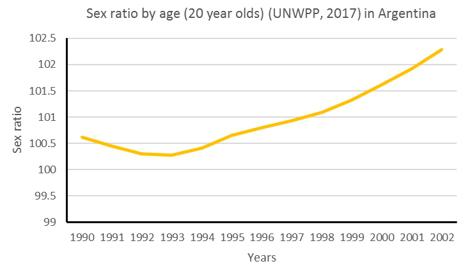 Sex ratio by age (20 year olds) (UNWPP, 2017) in Argentina
102.5
102
101.5
101
100.5
100
99.5
99
Sex ratio
1990 1991 1992 1993 1994 1995 1996 1997 1998 1999 2000 2001 2002
Years